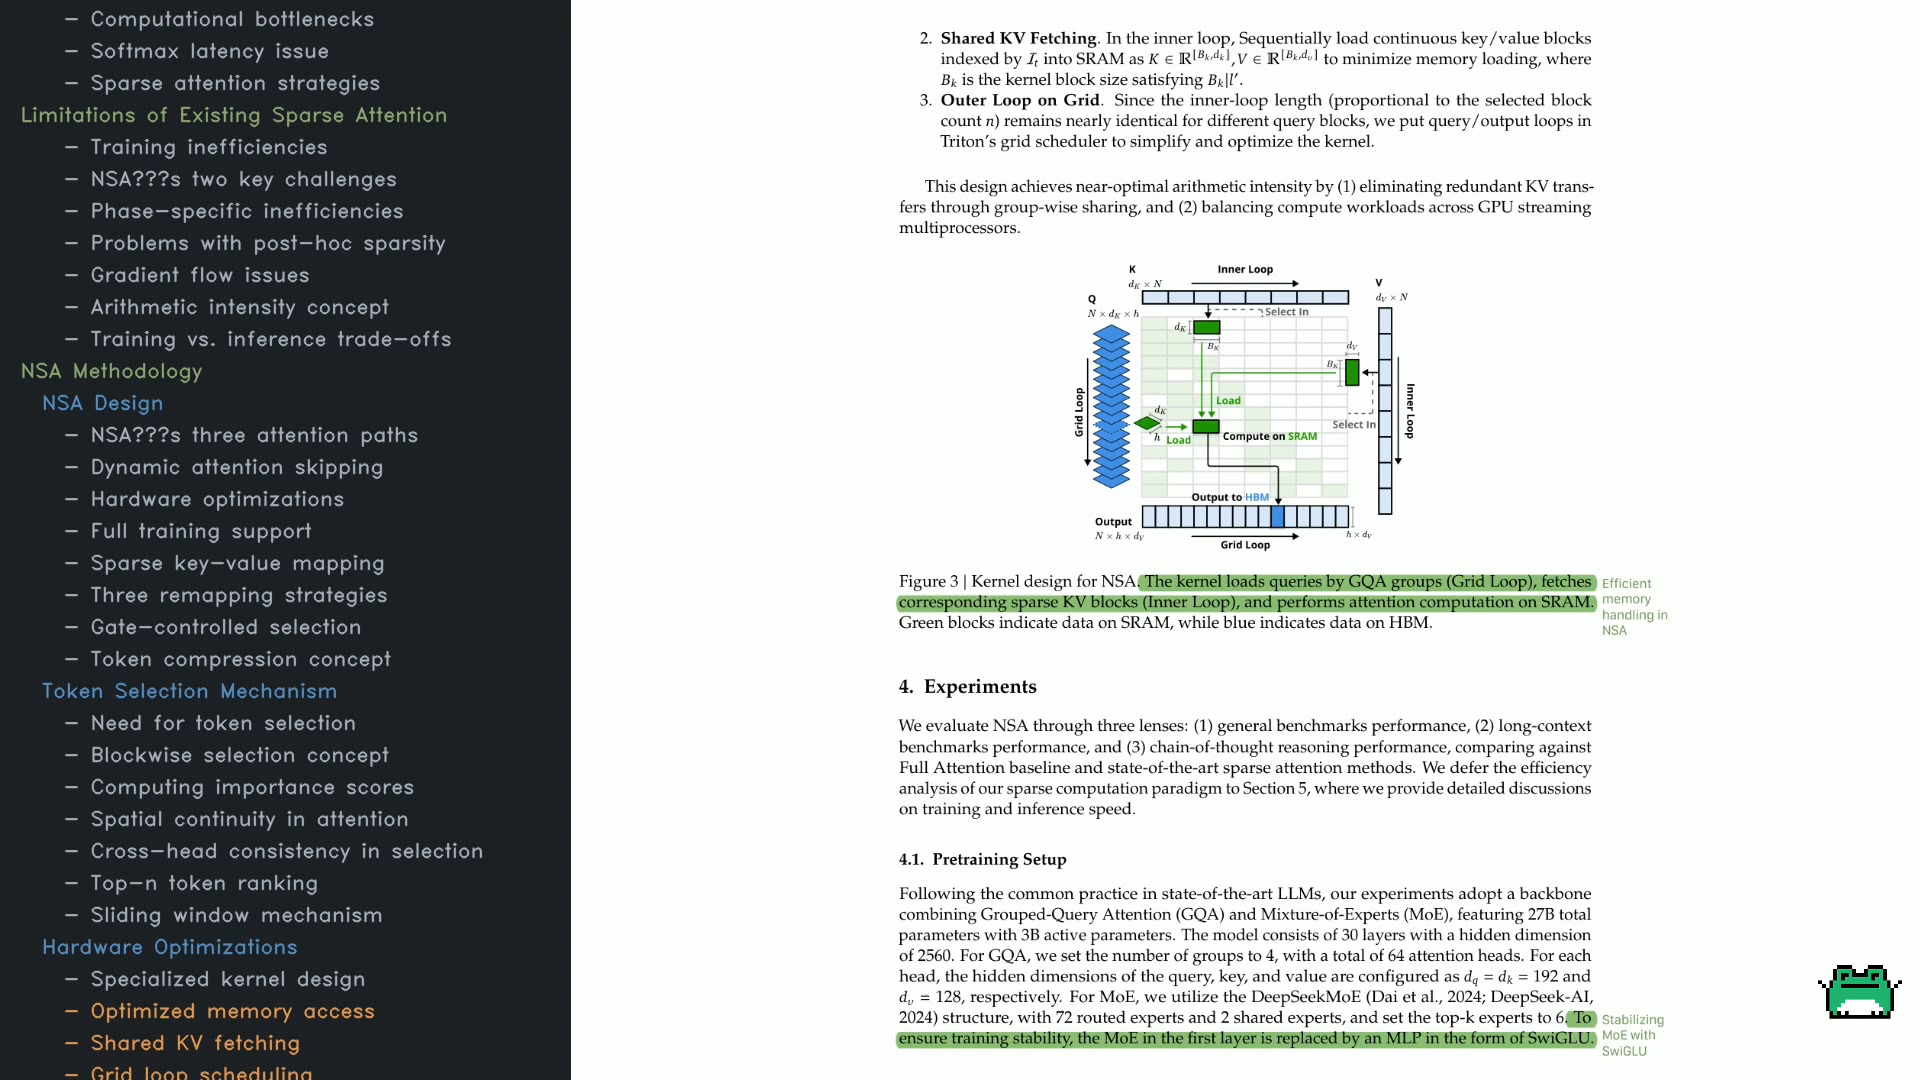 – Computational bottlenecks
– Softmax latency issue
– Sparse attention strategies
Limitations of Existing Sparse Attention
– Training inefficiencies
– NSA???s two key challenges
– Phase-specific inefficiencies
– Problems with post-hoc sparsity
– Gradient flow issues
– Arithmetic intensity concept
– Training vs. inference trade-offs
NSA Methodology
NSA Design
– NSA???s three attention paths
– Dynamic attention skipping
– Hardware optimizations
– Full training support
– Sparse key-value mapping
– Three remapping strategies
– Gate-controlled selection
– Token compression concept
Token Selection Mechanism
– Need for token selection
– Blockwise selection concept
– Computing importance scores
– Spatial continuity in attention
– Cross-head consistency in selection
– Top-n token ranking
– Sliding window mechanism
Hardware Optimizations
– Specialized kernel design
– Optimized memory access
– Shared KV fetching
– Grid loop scheduling
2. Shared KV Fetching. In the inner loop, Sequentially load continuous key/value blocks
indexed by 𝓘t into SRAM as K ∈ ℝ^[Bk,dk], V ∈ ℝ^[Bk,dv] to minimize memory loading, where
Bk is the kernel block size satisfying Bk|l′.
3. Outer Loop on Grid. Since the inner-loop length (proportional to the selected block
count n) remains nearly identical for different query blocks, we put query/output loops in
Triton's grid scheduler to simplify and optimize the kernel.
This design achieves near-optimal arithmetic intensity by (1) eliminating redundant KV trans-
fers through group-wise sharing, and (2) balancing compute workloads across GPU streaming
multiprocessors.
K
dK × N
Inner Loop
V
dV × N
Q
N × dK × h
Select In
dK
BK
dV
BK
Load
Grid Loop
Inner Loop
dK
h
Load
Select In
Compute on SRAM
Output to HBM
Output
N × h × dV
Grid Loop
h × dV
Figure 3 | Kernel design for NSA. The kernel loads queries by GQA groups (Grid Loop), fetches
corresponding sparse KV blocks (Inner Loop), and performs attention computation on SRAM.
Green blocks indicate data on SRAM, while blue indicates data on HBM.
Efficient
memory
handling in
NSA
4. Experiments
We evaluate NSA through three lenses: (1) general benchmarks performance, (2) long-context
benchmarks performance, and (3) chain-of-thought reasoning performance, comparing against
Full Attention baseline and state-of-the-art sparse attention methods. We defer the efficiency
analysis of our sparse computation paradigm to Section 5, where we provide detailed discussions
on training and inference speed.
4.1. Pretraining Setup
Following the common practice in state-of-the-art LLMs, our experiments adopt a backbone
combining Grouped-Query Attention (GQA) and Mixture-of-Experts (MoE), featuring 27B total
parameters with 3B active parameters. The model consists of 30 layers with a hidden dimension
of 2560. For GQA, we set the number of groups to 4, with a total of 64 attention heads. For each
head, the hidden dimensions of the query, key, and value are configured as dq = dk = 192 and
dv = 128, respectively. For MoE, we utilize the DeepSeekMoE (Dai et al., 2024; DeepSeek-AI,
2024) structure, with 72 routed experts and 2 shared experts, and set the top-k experts to 6. To
ensure training stability, the MoE in the first layer is replaced by an MLP in the form of SwiGLU.
Stabilizing
MoE with
SwiGLU